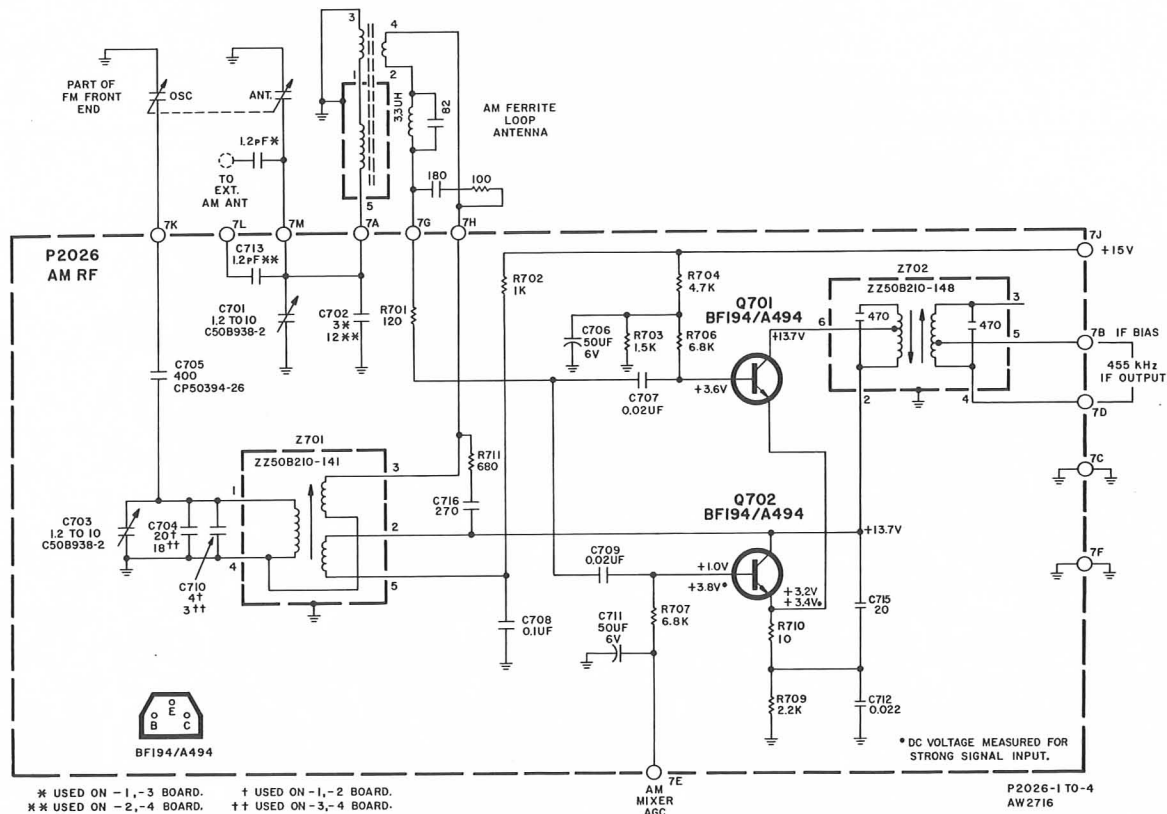 3
4
PART OF
FM FRONT
END
OSC
ANT.
1
2
3.3UH
82
AM FERRITE
LOOP
ANTENNA
1.2pF*
TO
EXT.
AM ANT
180
100
5
7K
7L
7M
7A
7G
7H
7J
P2026
AM RF
C713
1.2pF**
+15V
R702
1K
R704
4.7K
Z702
ZZ50B210-148
C701
1.2 TO 10
C50B938-2
C702
3*
12**
R701
120
Q701
BF194/A494
470
470
3
6
5
+13.7V
7B IF BIAS
C706
50UF
6V
R703
1.5K
R706
6.8K
C705
400
CP50394-26
455 kHz
IF OUTPUT
C707
0.02UF
+3.6V
2
4
7D
Z701
ZZ50B210-141
R711
680
3
7C
1
C716
270
Q702
BF194/A494
C703
1.2 TO 10
C50B938-2
C704
20†
18††
2
+13.7V
C709
0.02UF
+1.0V
+3.8V•
7F
4
5
C710
4†
3††
+3.2V
+3.4V•
C708
0.1UF
C711
50UF
6V
R707
6.8K
R710
10
C715
20
R709
2.2K
C712
0.022
E
B
C
BF194/A494
• DC VOLTAGE MEASURED FOR
STRONG SIGNAL INPUT.
7E
AM
MIXER
AGC
* USED ON -1,-3 BOARD.
† USED ON -1,-2 BOARD.
** USED ON -2,-4 BOARD.
†† USED ON -3,-4 BOARD.
P2026-1 TO-4
AW2716